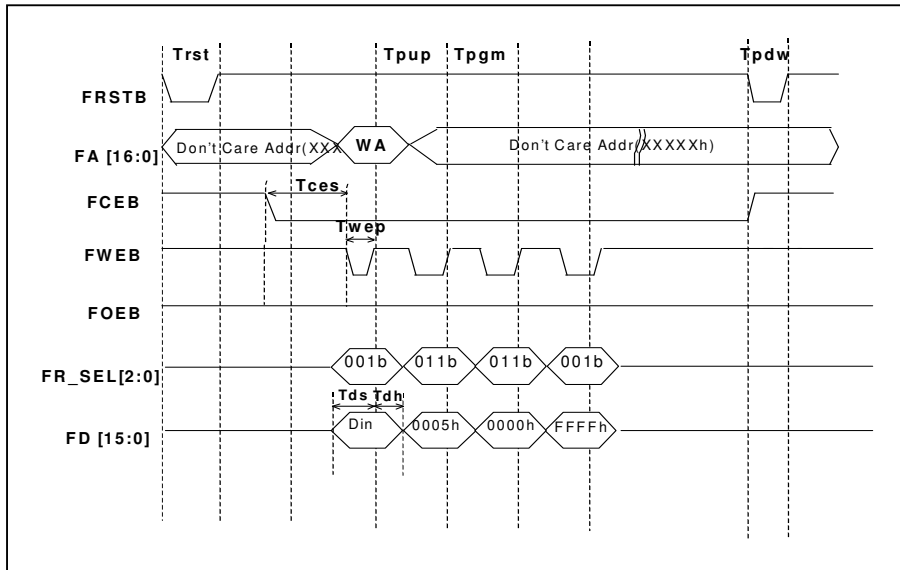 Trst Tpup Tpgm Tpdw
FRSTB
FA [16:0] Don't Care Addr(XXX WA Don't Care Addr(XXXXXh)
Tces
FCEB
Twep
FWEB
FOEB
001b 011b 011b 001b
FR_SEL[2:0]
Tds Tdh
Din 0005h 0000h FFFFh
FD [15:0]